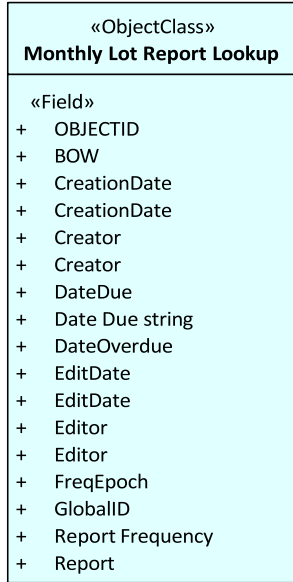 «ObjectClass»
Monthly Lot Report Lookup
«Field»
+ OBJECTID
+ BOW
+ CreationDate
+ CreationDate
+ Creator
+ Creator
+ DateDue
+ Date Due string
+ DateOverdue
+ EditDate
+ EditDate
+ Editor
+ Editor
+ FreqEpoch
+ GlobalID
+ Report Frequency
+ Report